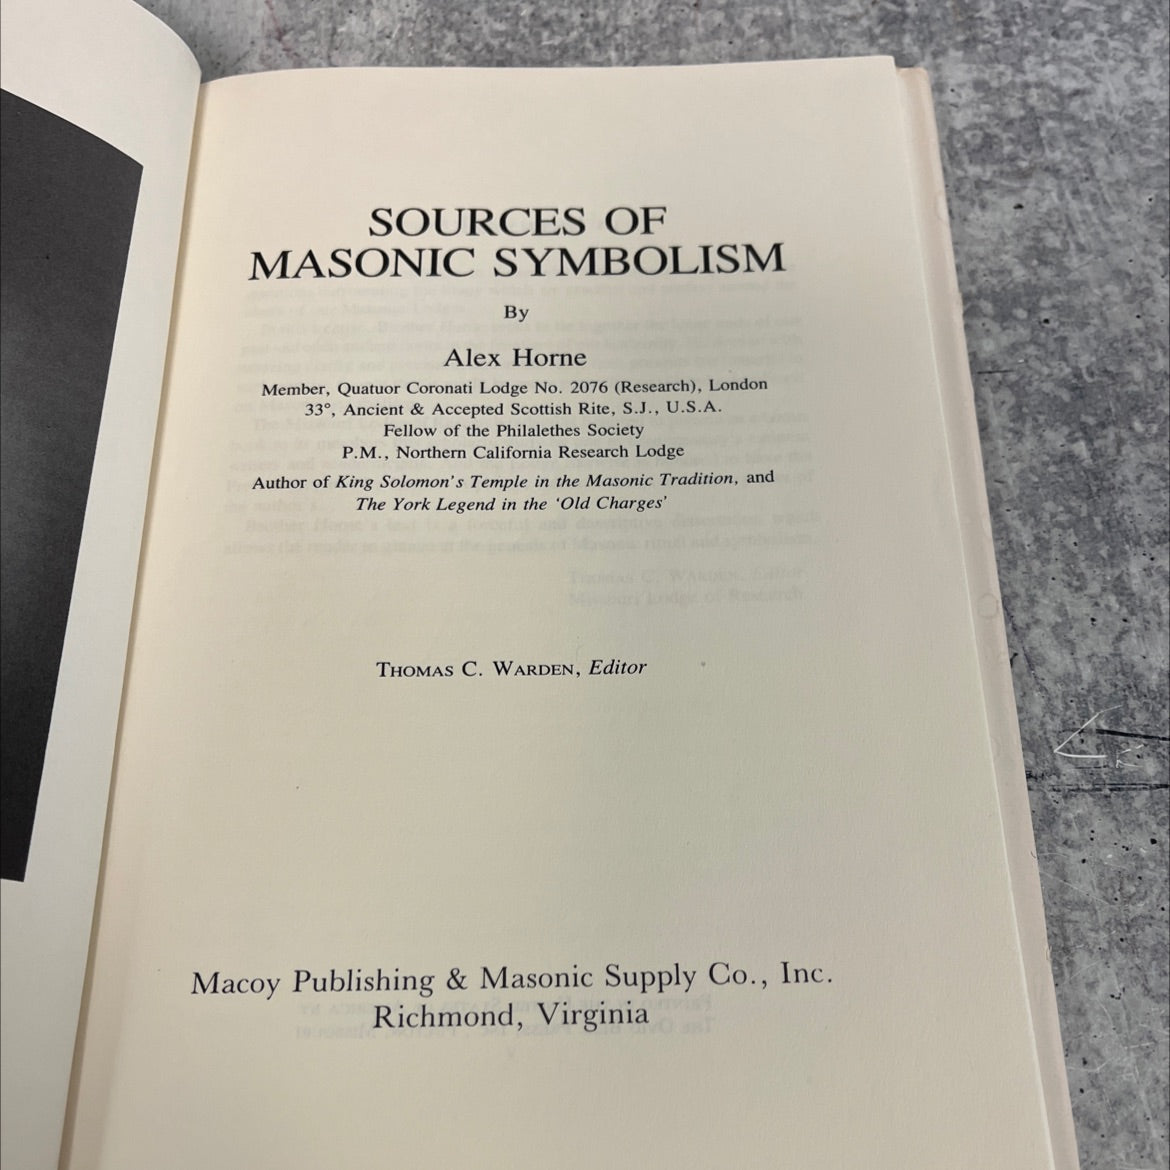 SOURCES OF
MASONIC SYMBOLISM
By
Alex Horne
Member, Quatuor Coronati Lodge No. 2076 (Research), London
33°, Ancient & Accepted Scottish Rite, S.J., U.S.A.
Fellow of the Philalethes Society
P.M., Northern California Research Lodge
Author of King Solomon's Temple in the Masonic Tradition, and
The York Legend in the 'Old Charges'
THOMAS C. WARDEN, Editor
Macoy Publishing & Masonic Supply Co., Inc.
Richmond, Virginia